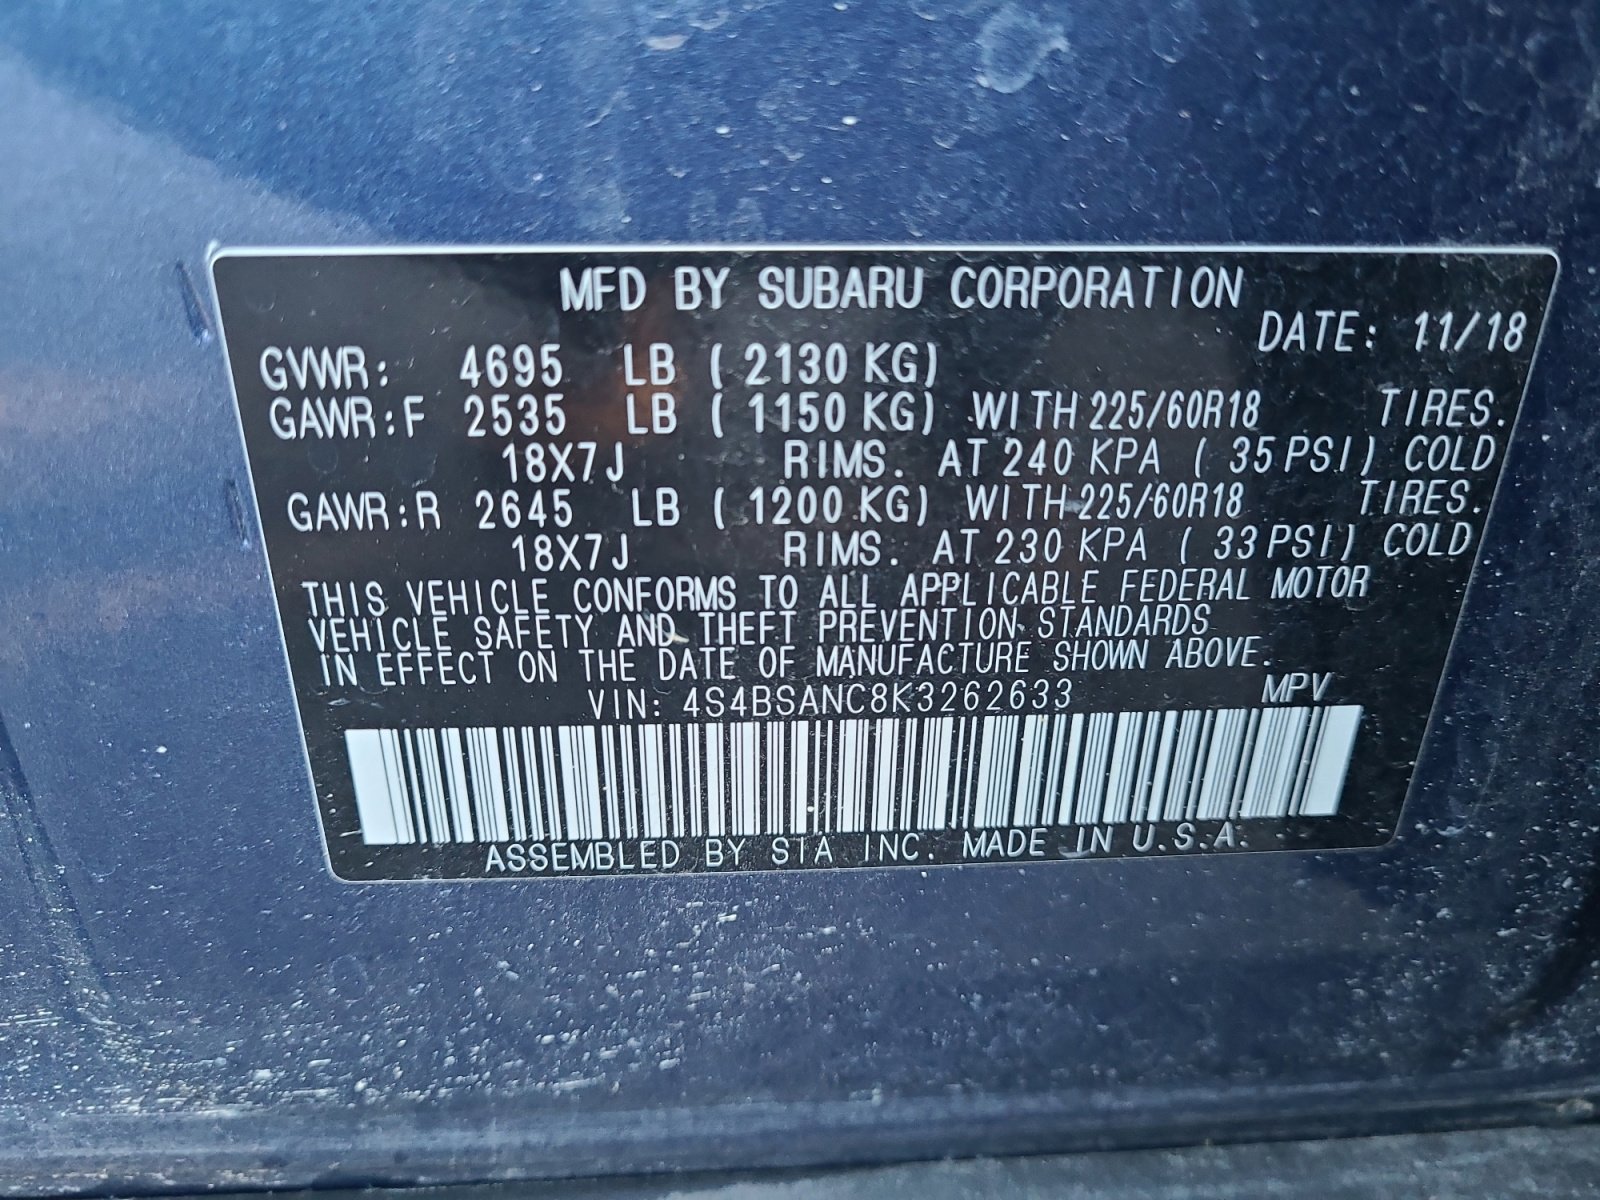 MFD BY SUBARU CORPORATION
DATE: 11/18
GVWR: 4695 LB ( 2130 KG)
GAWR:F 2535 LB ( 1150 KG) WITH 225/60R18 TIRES.
18X7J RIMS. AT 240 KPA ( 35 PSI) COLD
GAWR:R 2645 LB ( 1200 KG) WITH 225/60R18 TIRES.
18X7J RIMS. AT 230 KPA ( 33 PSI) COLD
THIS VEHICLE CONFORMS TO ALL APPLICABLE FEDERAL MOTOR
VEHICLE SAFETY AND THEFT PREVENTION STANDARDS
IN EFFECT ON THE DATE OF MANUFACTURE SHOWN ABOVE.
VIN: 4S4BSANC8K3262633 MPV
ASSEMBLED BY SIA INC. MADE IN U.S.A.